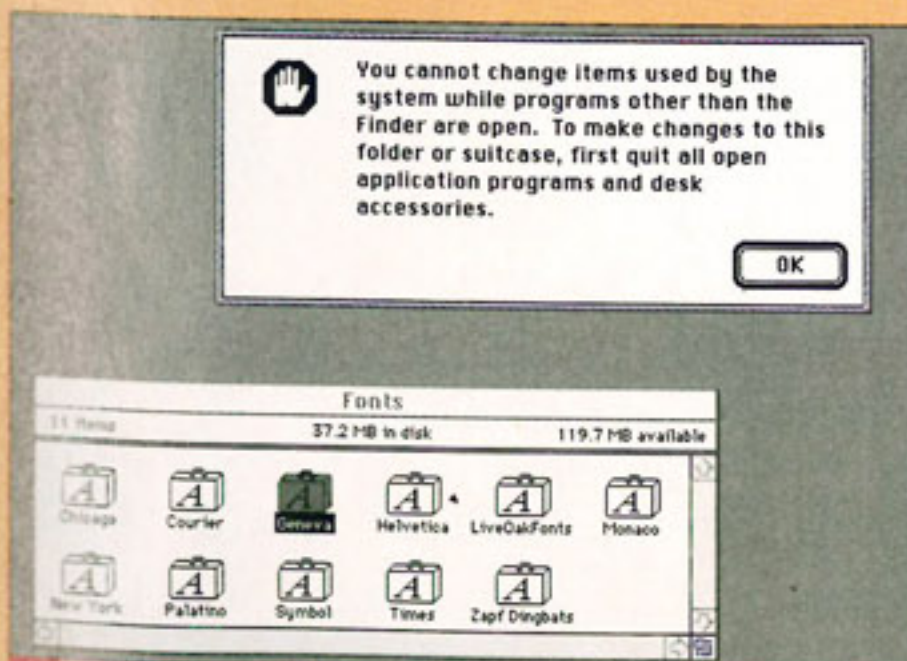 You cannot change items used by the
system while programs other than the
Finder are open. To make changes to this
folder or suitcase, first quit all open
application programs and desk
accessories.
OK
Fonts
11 items 37.2 MB in disk 119.7 MB available
Chicago Courier Geneva Helvetica LiveOakFonts Monaco
New York Palatino Symbol Times Zapf Dingbats